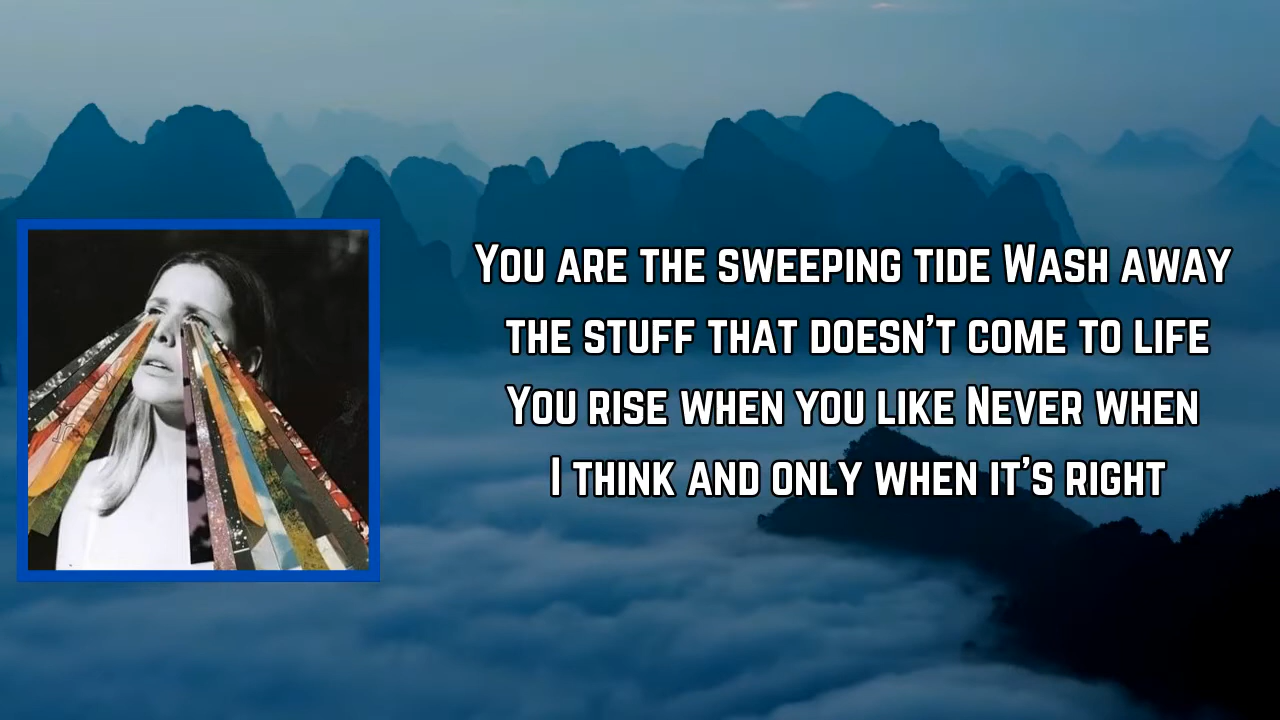 You are the sweeping tide Wash away
the stuff that doesn't come to life
You rise when you like Never when
I think and only when it's right